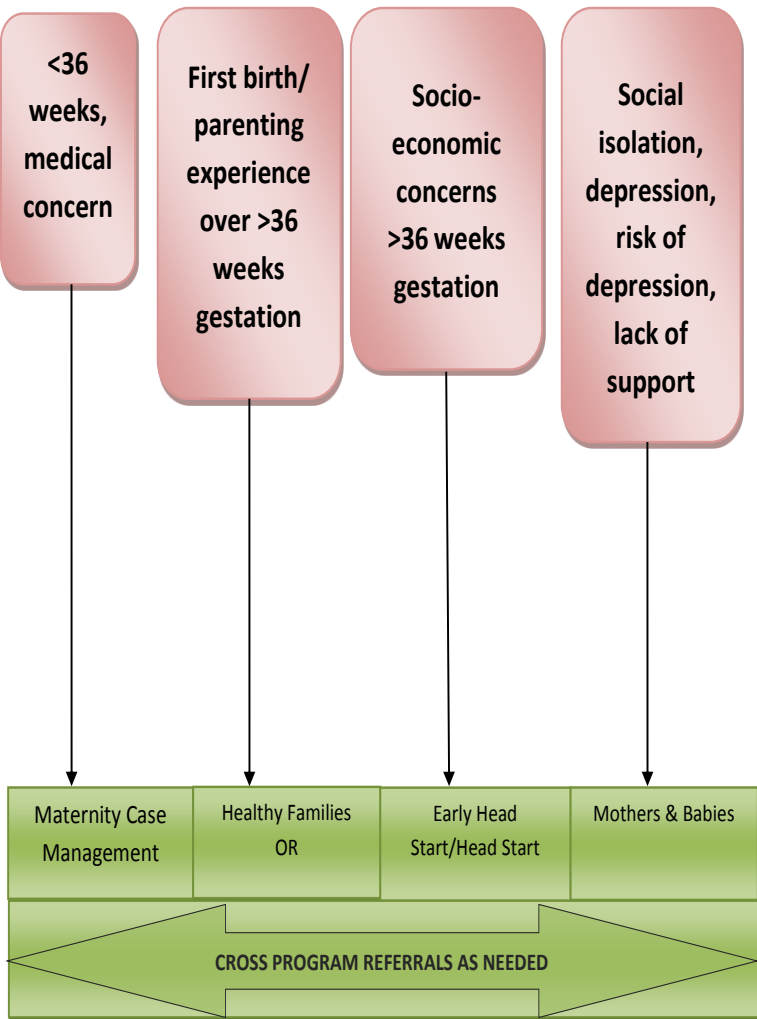 <36
weeks,
medical
concern
First birth/
parenting
experience
over >36
weeks
gestation
Socio-
economic
concerns
>36 weeks
gestation
Social
isolation,
depression,
risk of
depression,
lack of
support
Maternity Case
Management
Healthy Families
OR
Early Head
Start/Head Start
Mothers & Babies
CROSS PROGRAM REFERRALS AS NEEDED